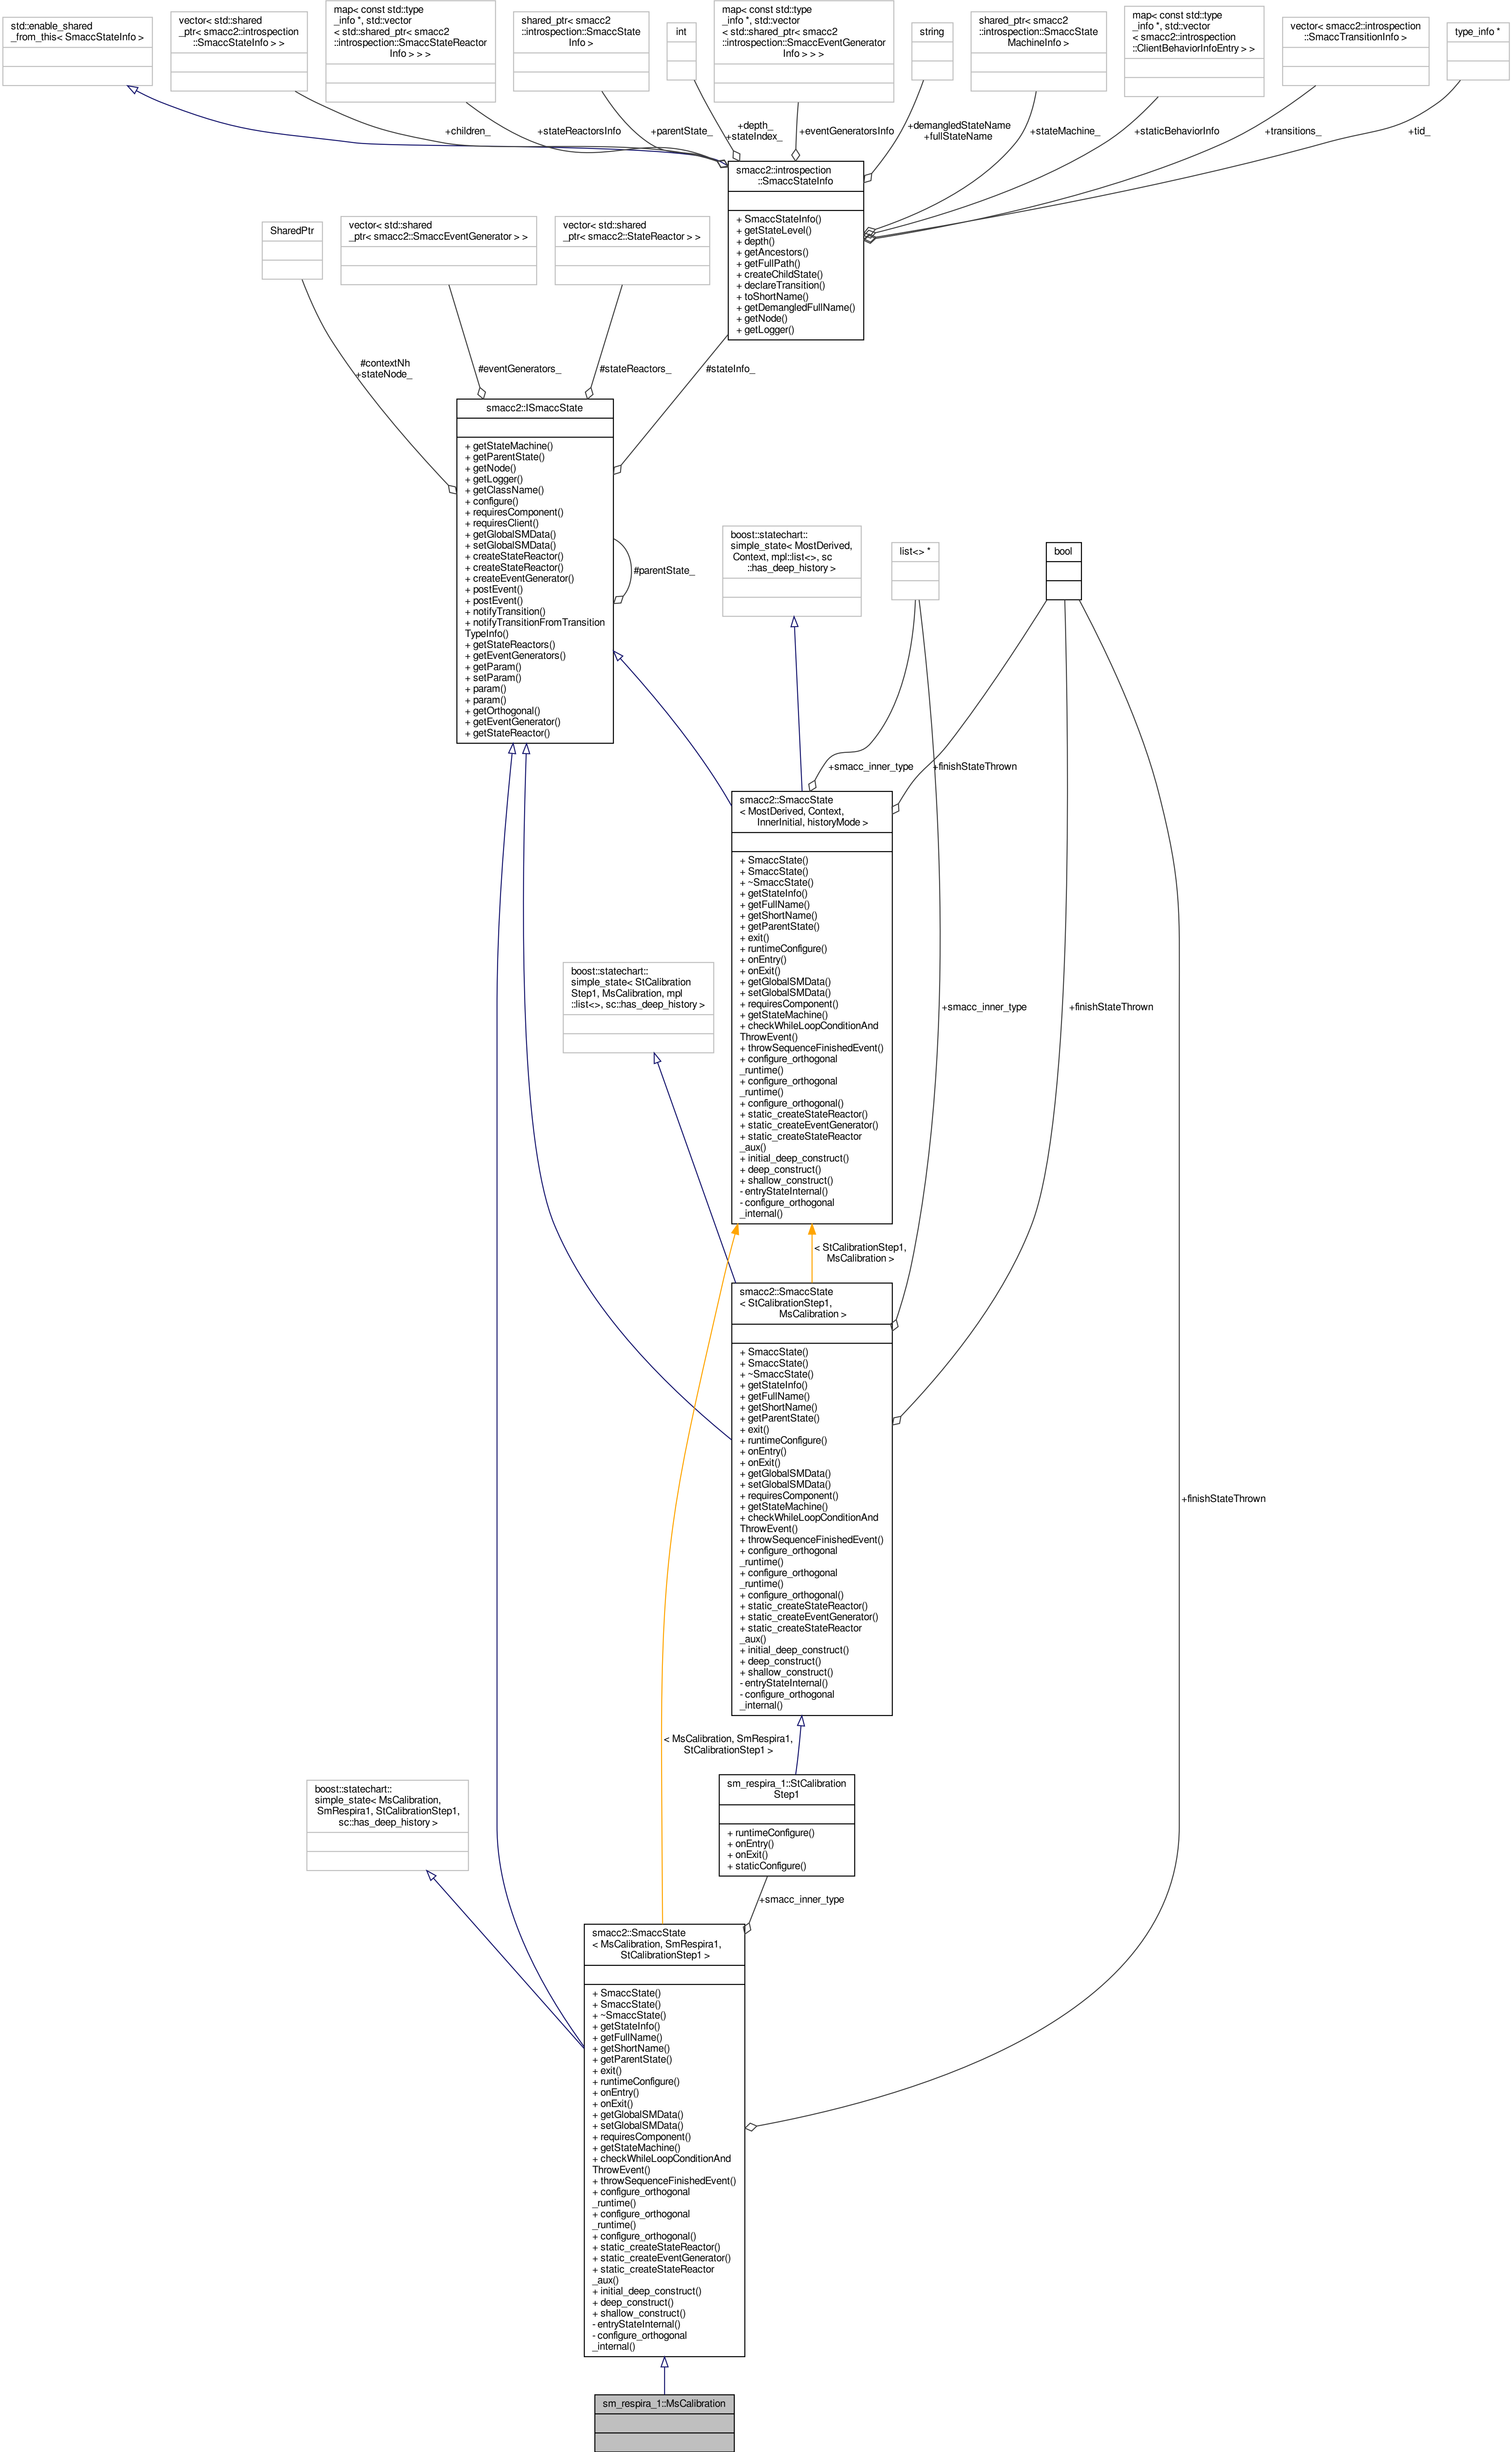 std::enable_shared
_from_this< SmaccStateInfo >
vector< std::shared
_ptr< smacc2::introspection
::SmaccStateInfo > >
map< const std::type
_info *, std::vector
< std::shared_ptr< smacc2
::introspection::SmaccStateReactor
Info > > >
shared_ptr< smacc2
::introspection::SmaccState
Info >
int
map< const std::type
_info *, std::vector
< std::shared_ptr< smacc2
::introspection::SmaccEventGenerator
Info > > >
string
shared_ptr< smacc2
::introspection::SmaccState
MachineInfo >
map< const std::type
_info *, std::vector
< smacc2::introspection
::ClientBehaviorInfoEntry > >
vector< smacc2::introspection
::SmaccTransitionInfo >
type_info *
+children_
+stateReactorsInfo
+parentState_
+depth_
+stateIndex_
+eventGeneratorsInfo
+demangledStateName
+fullStateName
+stateMachine_
+staticBehaviorInfo
+transitions_
+tid_
smacc2::introspection
::SmaccStateInfo
+ SmaccStateInfo()
+ getStateLevel()
+ depth()
+ getAncestors()
+ getFullPath()
+ createChildState()
+ declareTransition()
+ toShortName()
+ getDemangledFullName()
+ getNode()
+ getLogger()
SharedPtr
vector< std::shared
_ptr< smacc2::SmaccEventGenerator > >
vector< std::shared
_ptr< smacc2::StateReactor > >
#contextNh
+stateNode_
#eventGenerators_
#stateReactors_
#stateInfo_
smacc2::ISmaccState
+ getStateMachine()
+ getParentState()
+ getNode()
+ getLogger()
+ getClassName()
+ configure()
+ requiresComponent()
+ requiresClient()
+ getGlobalSMData()
+ setGlobalSMData()
+ createStateReactor()
+ createStateReactor()
+ createEventGenerator()
+ postEvent()
+ postEvent()
+ notifyTransition()
+ notifyTransitionFromTransition
TypeInfo()
+ getStateReactors()
+ getEventGenerators()
+ getParam()
+ setParam()
+ param()
+ param()
+ getOrthogonal()
+ getEventGenerator()
+ getStateReactor()
#parentState_
boost::statechart::
simple_state< MostDerived,
Context, mpl::list<>, sc
::has_deep_history >
list<> *
bool
+smacc_inner_type
+finishStateThrown
smacc2::SmaccState
< MostDerived, Context,
InnerInitial, historyMode >
+ SmaccState()
+ SmaccState()
+ ~SmaccState()
+ getStateInfo()
+ getFullName()
+ getShortName()
+ getParentState()
+ exit()
+ runtimeConfigure()
+ onEntry()
+ onExit()
+ getGlobalSMData()
+ setGlobalSMData()
+ requiresComponent()
+ getStateMachine()
+ checkWhileLoopConditionAnd
ThrowEvent()
+ throwSequenceFinishedEvent()
+ configure_orthogonal
_runtime()
+ configure_orthogonal
_runtime()
+ configure_orthogonal()
+ static_createStateReactor()
+ static_createEventGenerator()
+ static_createStateReactor
_aux()
+ initial_deep_construct()
+ deep_construct()
+ shallow_construct()
- entryStateInternal()
- configure_orthogonal
_internal()
boost::statechart::
simple_state< StCalibration
Step1, MsCalibration, mpl
::list<>, sc::has_deep_history >
+smacc_inner_type
+finishStateThrown
< StCalibrationStep1,
MsCalibration >
smacc2::SmaccState
< StCalibrationStep1,
MsCalibration >
+ SmaccState()
+ SmaccState()
+ ~SmaccState()
+ getStateInfo()
+ getFullName()
+ getShortName()
+ getParentState()
+ exit()
+ runtimeConfigure()
+ onEntry()
+ onExit()
+ getGlobalSMData()
+ setGlobalSMData()
+ requiresComponent()
+ getStateMachine()
+ checkWhileLoopConditionAnd
ThrowEvent()
+ throwSequenceFinishedEvent()
+ configure_orthogonal
_runtime()
+ configure_orthogonal
_runtime()
+ configure_orthogonal()
+ static_createStateReactor()
+ static_createEventGenerator()
+ static_createStateReactor
_aux()
+ initial_deep_construct()
+ deep_construct()
+ shallow_construct()
- entryStateInternal()
- configure_orthogonal
_internal()
+finishStateThrown
< MsCalibration, SmRespira1,
StCalibrationStep1 >
sm_respira_1::StCalibration
Step1
+ runtimeConfigure()
+ onEntry()
+ onExit()
+ staticConfigure()
boost::statechart::
simple_state< MsCalibration,
SmRespira1, StCalibrationStep1,
sc::has_deep_history >
+smacc_inner_type
smacc2::SmaccState
< MsCalibration, SmRespira1,
StCalibrationStep1 >
+ SmaccState()
+ SmaccState()
+ ~SmaccState()
+ getStateInfo()
+ getFullName()
+ getShortName()
+ getParentState()
+ exit()
+ runtimeConfigure()
+ onEntry()
+ onExit()
+ getGlobalSMData()
+ setGlobalSMData()
+ requiresComponent()
+ getStateMachine()
+ checkWhileLoopConditionAnd
ThrowEvent()
+ throwSequenceFinishedEvent()
+ configure_orthogonal
_runtime()
+ configure_orthogonal
_runtime()
+ configure_orthogonal()
+ static_createStateReactor()
+ static_createEventGenerator()
+ static_createStateReactor
_aux()
+ initial_deep_construct()
+ deep_construct()
+ shallow_construct()
- entryStateInternal()
- configure_orthogonal
_internal()
sm_respira_1::MsCalibration